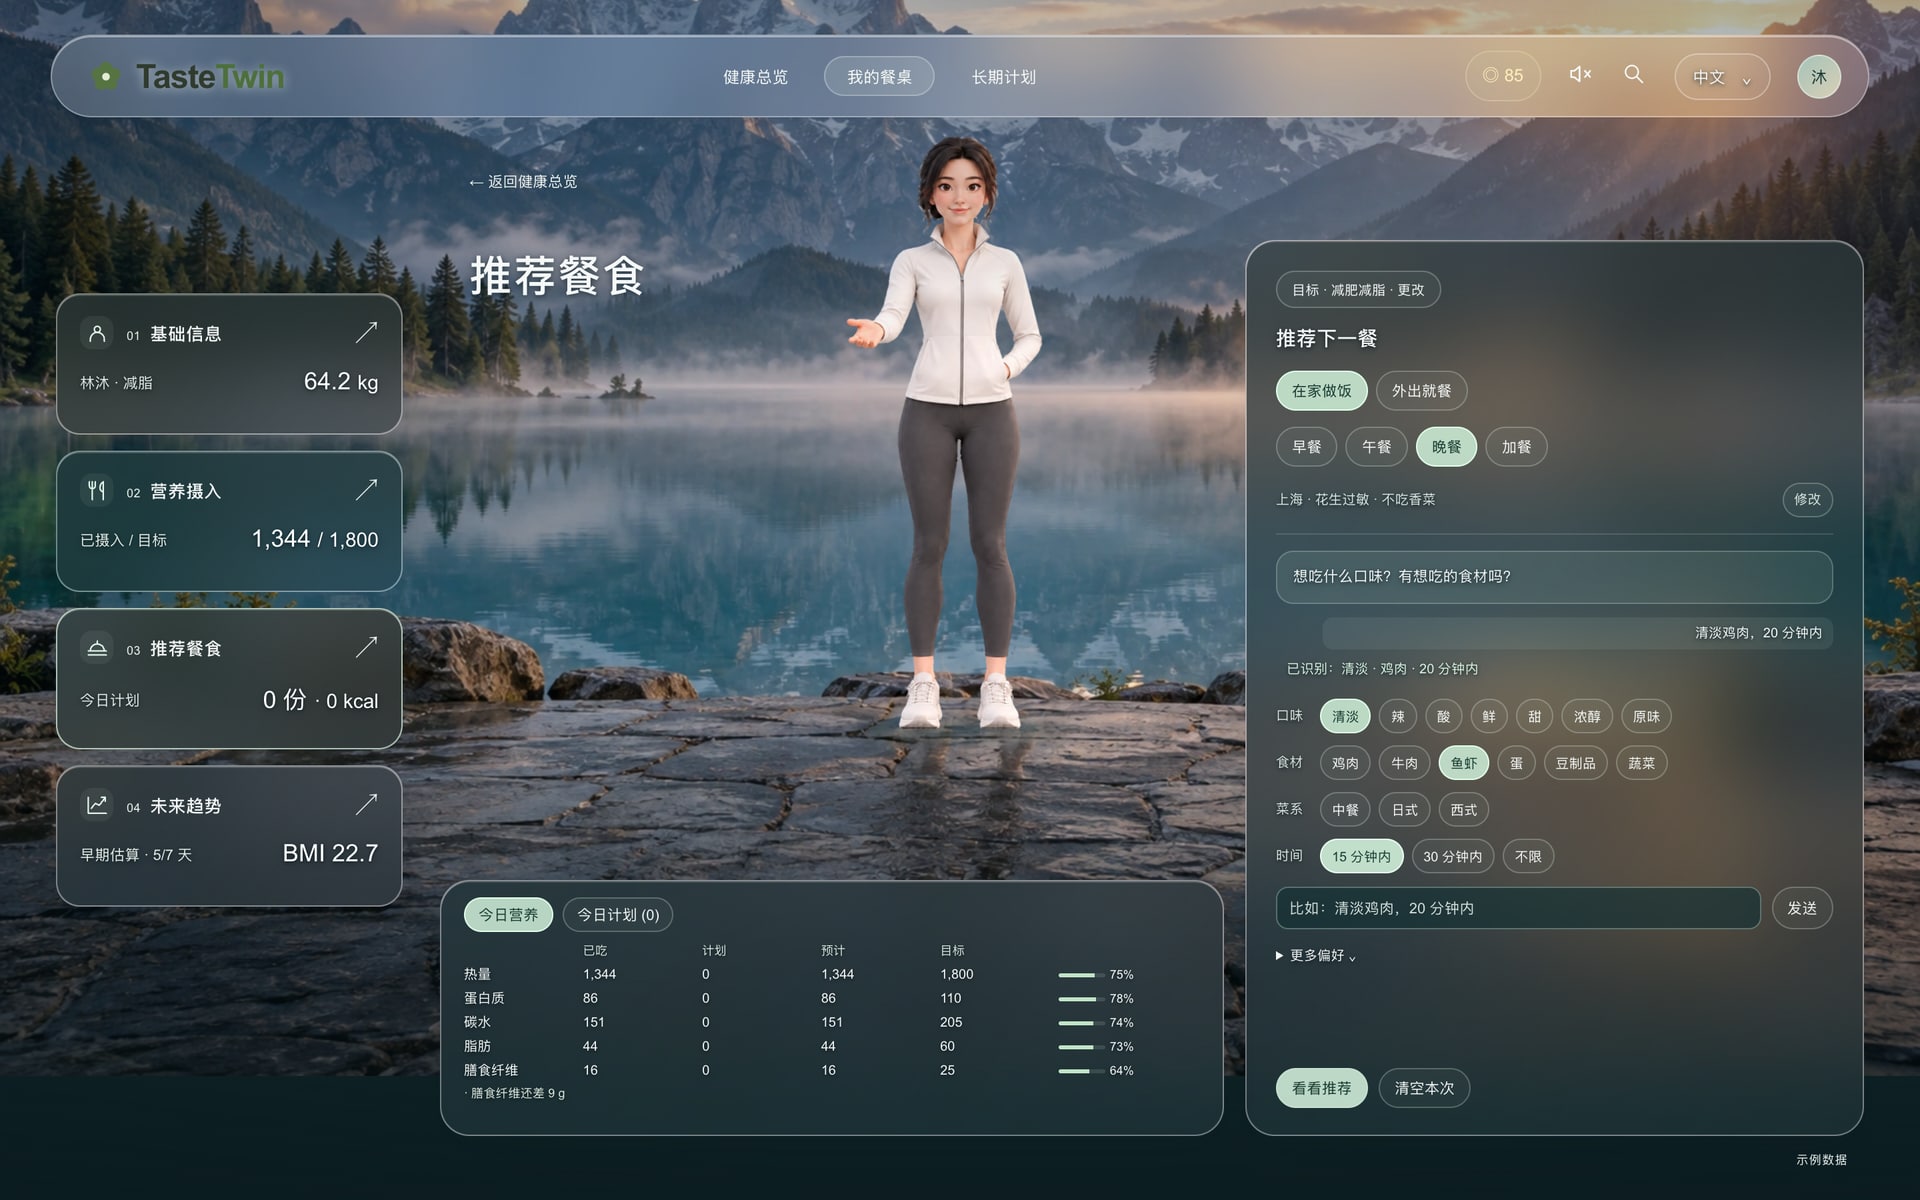 TasteTwin
健康总览
我的餐桌
长期计划
85
中文
沐
← 返回健康总览
推荐餐食
01 基础信息
林沐 · 减脂 64.2 kg
02 营养摄入
已摄入 / 目标 1,344 / 1,800
03 推荐餐食
今日计划 0 份 · 0 kcal
04 未来趋势
早期估算 · 5/7 天 BMI 22.7
今日营养 今日计划 (0)
已吃 计划 预计 目标
热量 1,344 0 1,344 1,800 75%
蛋白质 86 0 86 110 78%
碳水 151 0 151 205 74%
脂肪 44 0 44 60 73%
膳食纤维 16 0 16 25 64%
· 膳食纤维还差 9 g
目标 · 减肥减脂 · 更改
推荐下一餐
在家做饭 外出就餐
早餐 午餐 晚餐 加餐
上海 · 花生过敏 · 不吃香菜 修改
想吃什么口味？有想吃的食材吗？
清淡鸡肉，20 分钟内
已识别：清淡 · 鸡肉 · 20 分钟内
口味 清淡 辣 酸 鲜 甜 浓醇 原味
食材 鸡肉 牛肉 鱼虾 蛋 豆制品 蔬菜
菜系 中餐 日式 西式
时间 15 分钟内 30 分钟内 不限
比如：清淡鸡肉，20 分钟内 发送
▶ 更多偏好
看看推荐 清空本次
示例数据